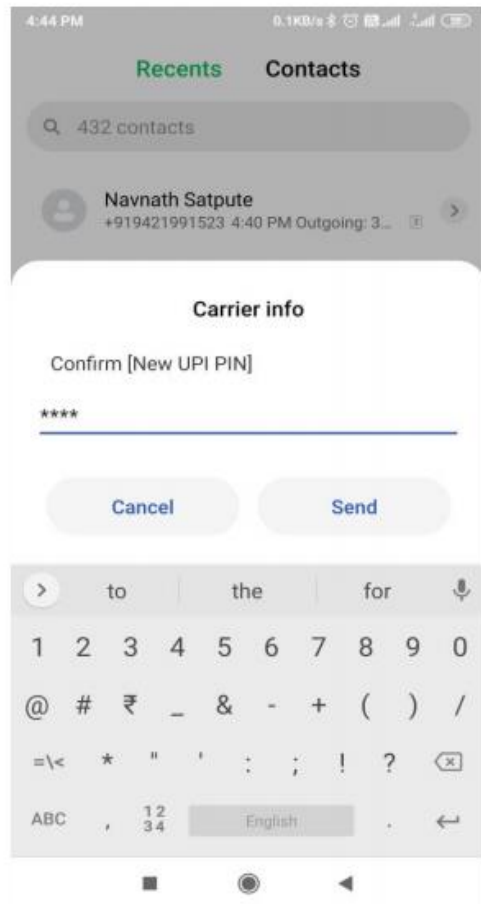 4:44 PM 0.1KB/s
Recents Contacts
432 contacts
Navnath Satpute
+919421991523 4:40 PM Outgoing: 3...
Carrier info
Confirm [New UPI PIN]
****
Cancel Send
to the for
1 2 3 4 5 6 7 8 9 0
@ # ₹ _ & - + ( ) /
=\< * " ' : ; ! ?
ABC , 12 English .
34